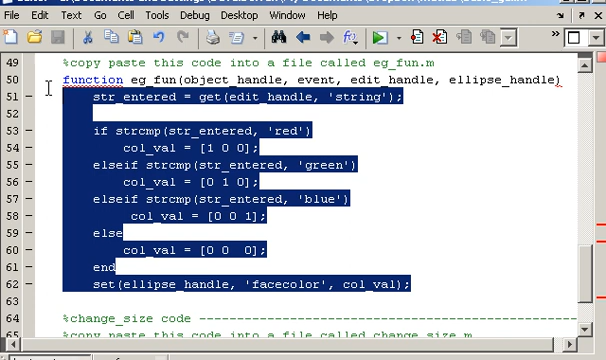 File Edit Text Go Cell Tools Debug Desktop Window Help
49 %copy paste this code into a file called eg_fun.m
50 function eg_fun(object_handle, event, edit_handle, ellipse_handle)
51 – str_entered = get(edit_handle, 'string');
52
53 – if strcmp(str_entered, 'red')
54 – col_val = [1 0 0];
55 – elseif strcmp(str_entered, 'green')
56 – col_val = [0 1 0];
57 – elseif strcmp(str_entered, 'blue')
58 – col_val = [0 0 1];
59 – else
60 – col_val = [0 0 0];
61 – end
62 – set(ellipse_handle, 'facecolor', col_val);
63
64 %change_size code
65 %copy paste this code into a file called change_size.m